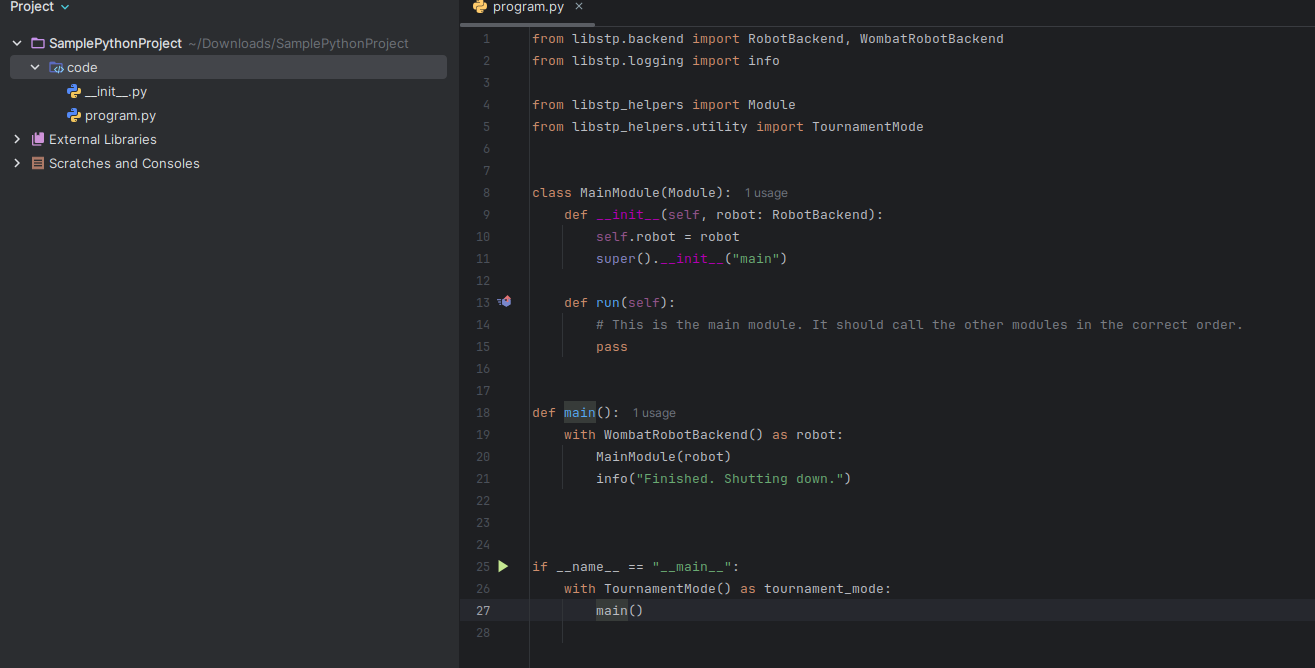 Project
SamplePythonProject ~/Downloads/SamplePythonProject
code
__init__.py
program.py
External Libraries
Scratches and Consoles
program.py ×
1 from libstp.backend import RobotBackend, WombatRobotBackend
2 from libstp.logging import info
3
4 from libstp_helpers import Module
5 from libstp_helpers.utility import TournamentMode
6
7
8 class MainModule(Module): 1 usage
9     def __init__(self, robot: RobotBackend):
10         self.robot = robot
11         super().__init__("main")
12
13     def run(self):
14         # This is the main module. It should call the other modules in the correct order.
15         pass
16
17
18 def main(): 1 usage
19     with WombatRobotBackend() as robot:
20         MainModule(robot)
21         info("Finished. Shutting down.")
22
23
24
25 if __name__ == "__main__":
26     with TournamentMode() as tournament_mode:
27         main()
28